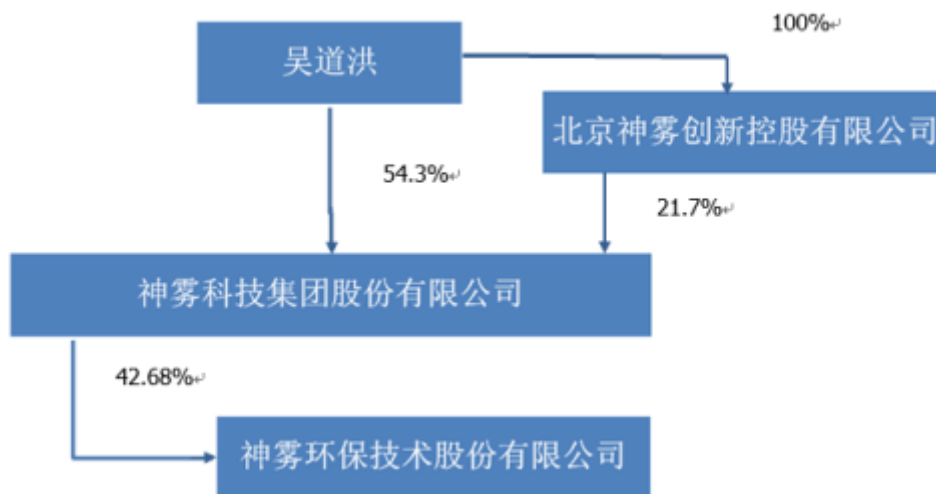 100%
吴道洪
北京神雾创新控股有限公司
54.3%
21.7%
神雾科技集团股份有限公司
42.68%
神雾环保技术股份有限公司